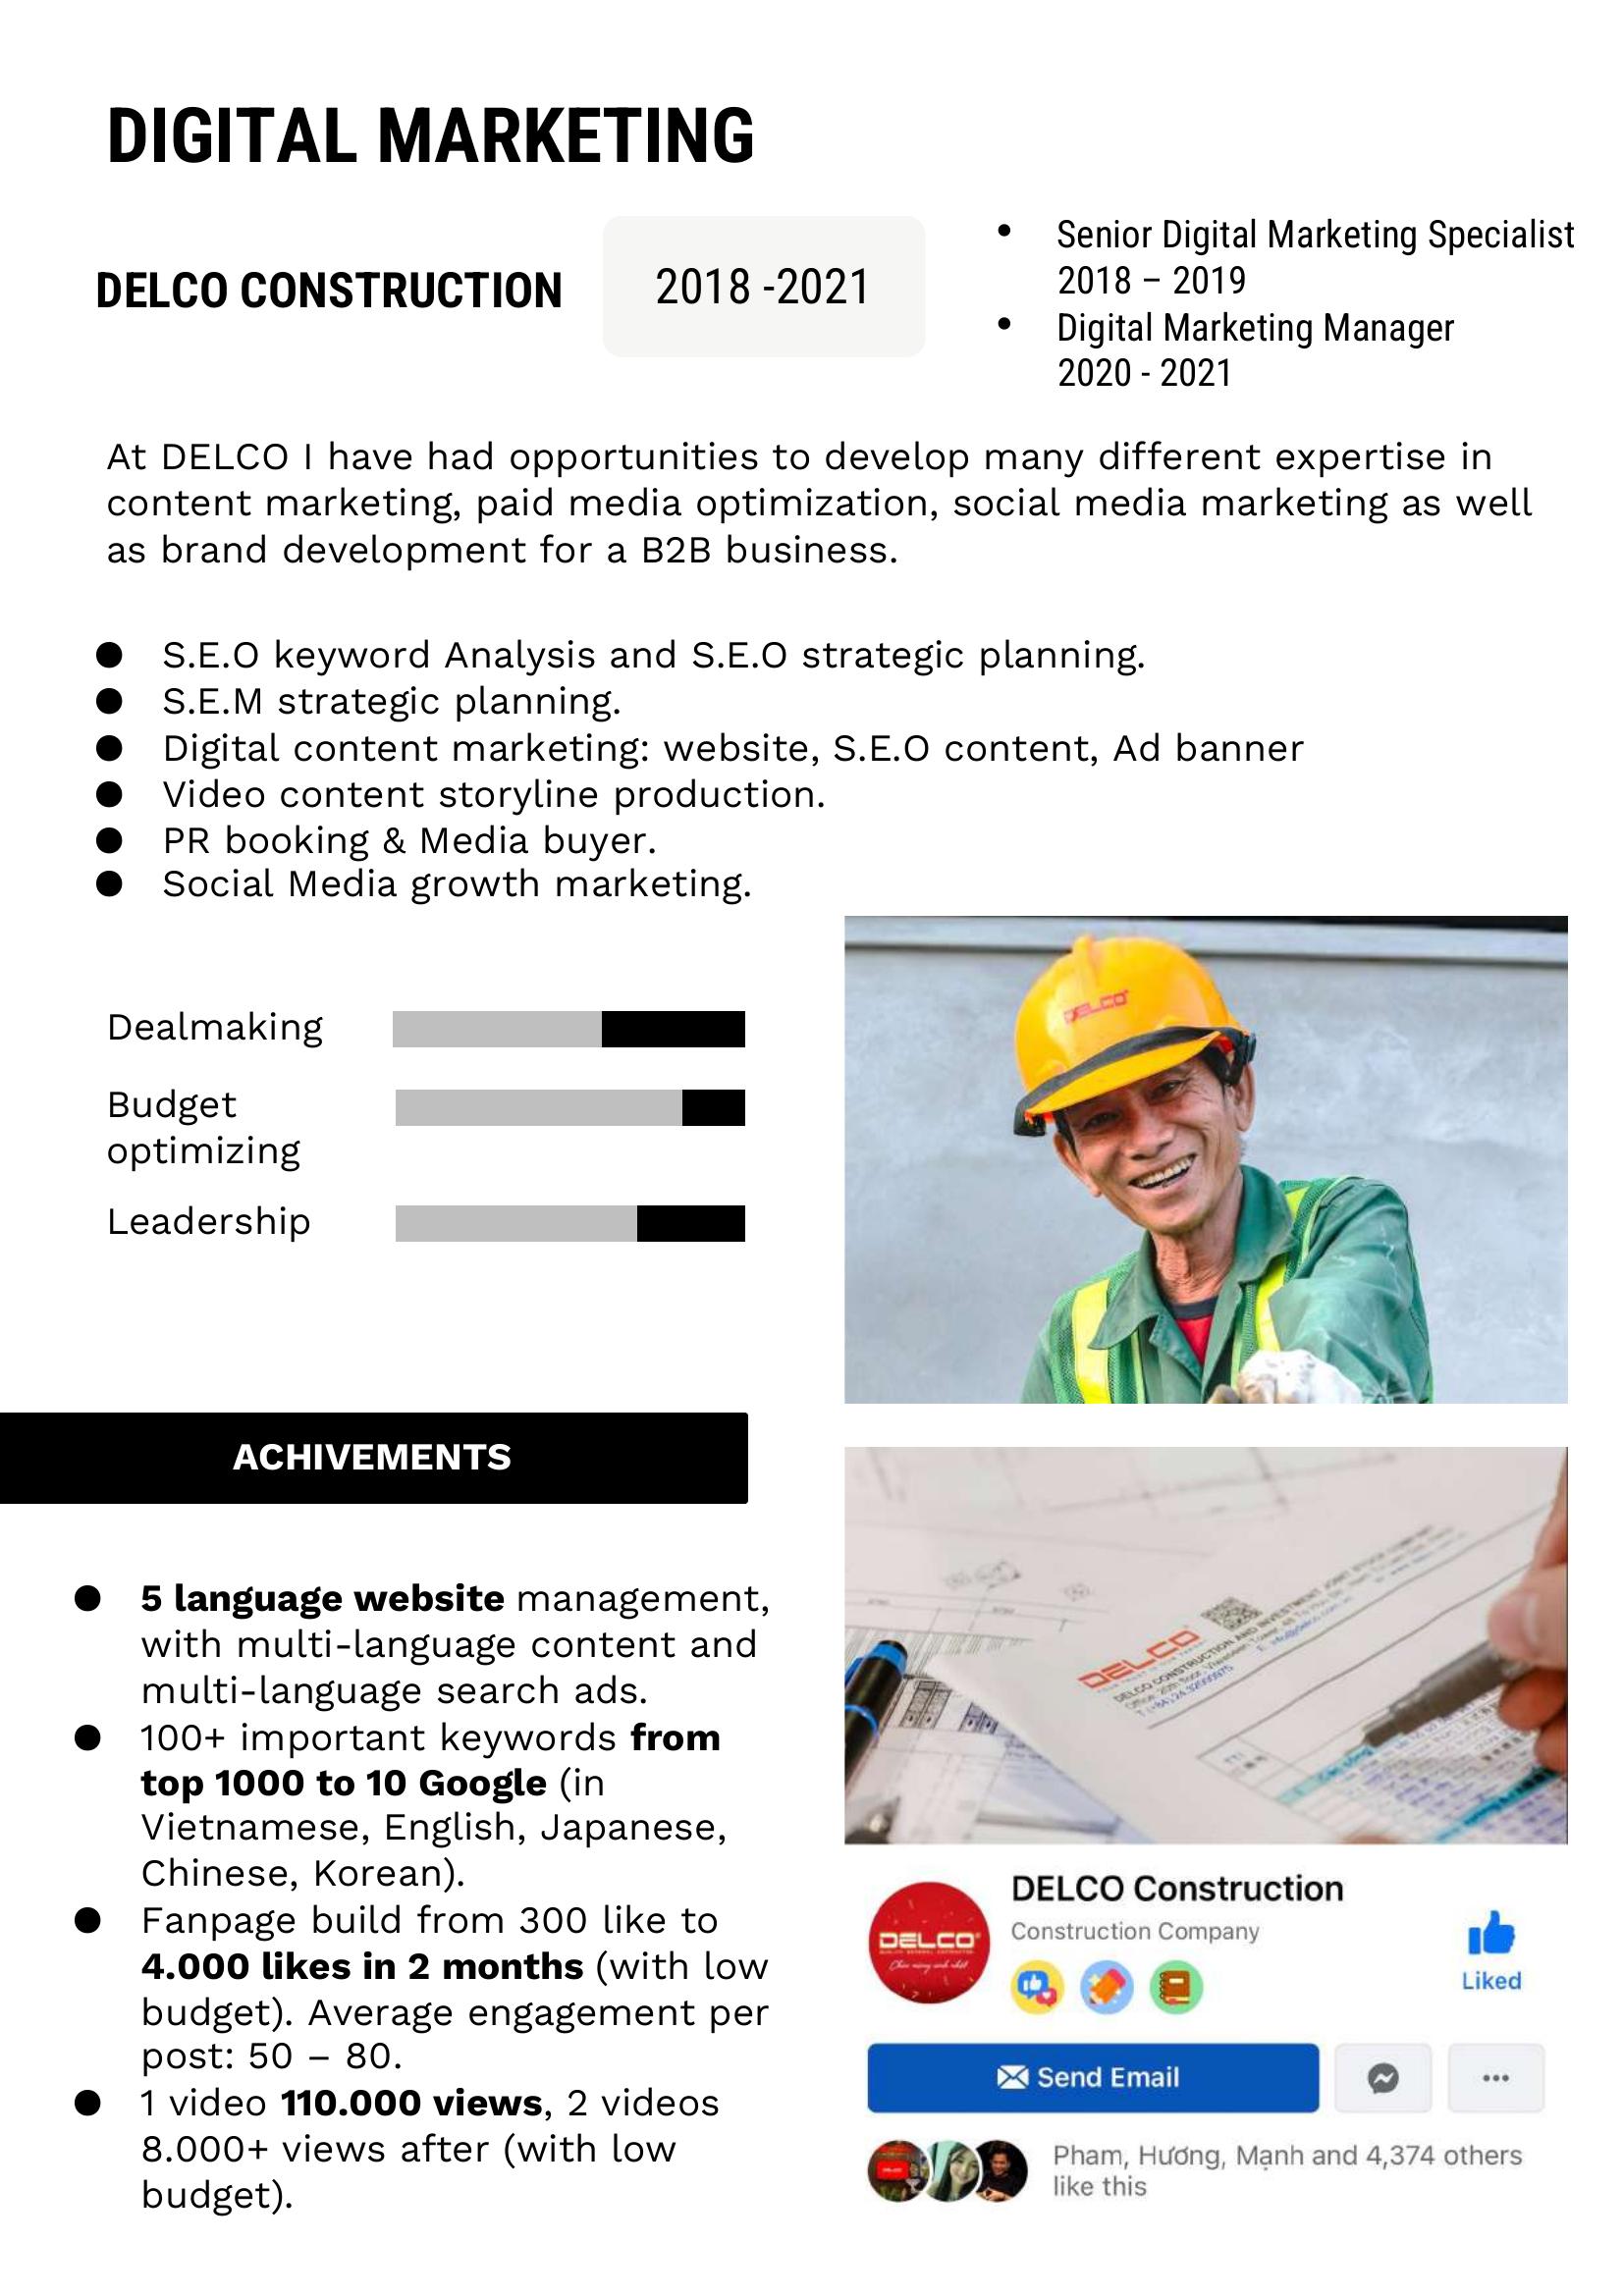 DIGITAL MARKETING
DELCO CONSTRUCTION
2018 -2021
• Senior Digital Marketing Specialist
2018 – 2019
• Digital Marketing Manager
2020 - 2021
At DELCO I have had opportunities to develop many different expertise in
content marketing, paid media optimization, social media marketing as well
as brand development for a B2B business.
● S.E.O keyword Analysis and S.E.O strategic planning.
● S.E.M strategic planning.
● Digital content marketing: website, S.E.O content, Ad banner
● Video content storyline production.
● PR booking & Media buyer.
● Social Media growth marketing.
Dealmaking
Budget
optimizing
Leadership
DELCO
ACHIVEMENTS
● 5 language website management,
with multi-language content and
multi-language search ads.
● 100+ important keywords from
top 1000 to 10 Google (in
Vietnamese, English, Japanese,
Chinese, Korean).
● Fanpage build from 300 like to
4.000 likes in 2 months (with low
budget). Average engagement per
post: 50 – 80.
● 1 video 110.000 views, 2 videos
8.000+ views after (with low
budget).
DELCO
DELCO CONSTRUCTION AND INVESTMENT JOINT STOCK COMPANY
DELCO Construction
Construction Company
DELCO
Liked
Send Email
Pham, Hương, Mạnh and 4,374 others
like this